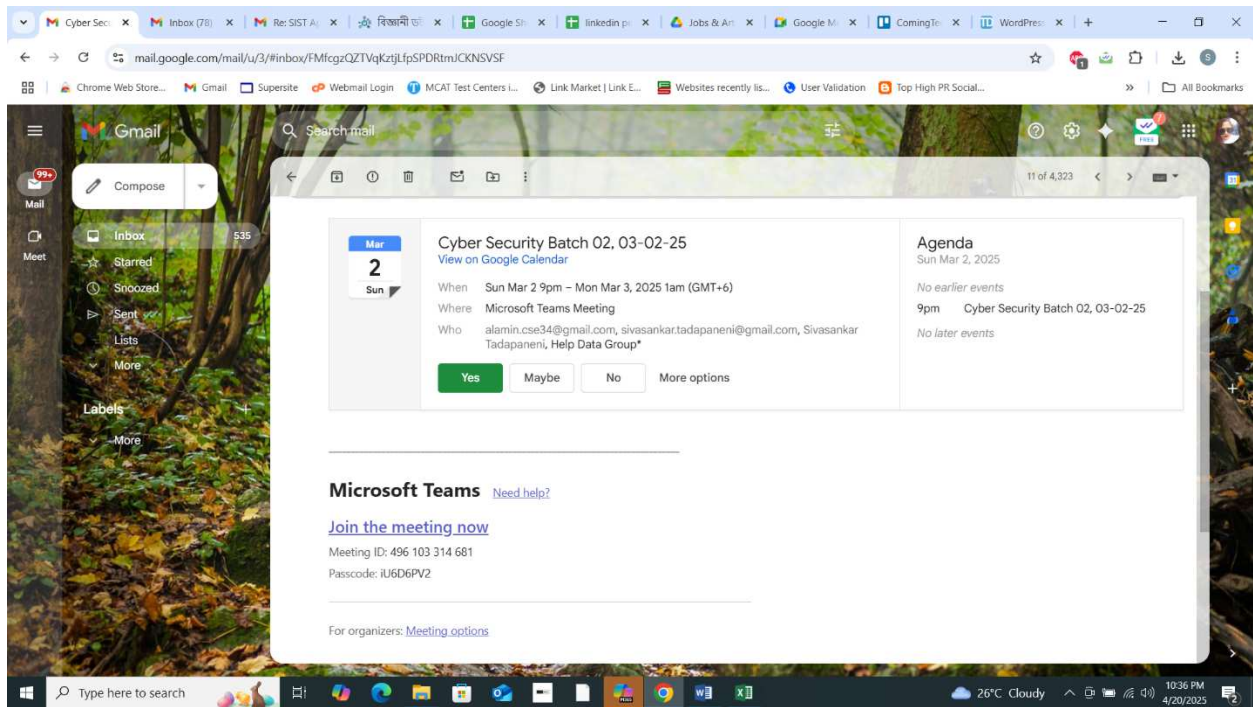 Cyber Secu
Inbox (78)
Re: SIST A
বিজ্ঞানী
Google Sh
linkedin p
Jobs & Art
Google M
ComingTe
WordPress
mail.google.com/mail/u/3/#inbox/FMfcgzQZTVqKztjLfpSPDRtmJCKNSVSF
Chrome Web Store...
Gmail
Supersite
Webmail Login
MCAT Test Centers i...
Link Market | Link E...
Websites recently lis...
User Validation
Top High PR Social...
All Bookmarks
Gmail
Search mail
FREE
99+
Mail
Meet
Compose
Inbox 535
Starred
Snoozed
Sent
Lists
More
Labels
More
11 of 4,323
Mar
2
Sun
Cyber Security Batch 02, 03-02-25
View on Google Calendar
When Sun Mar 2 9pm – Mon Mar 3, 2025 1am (GMT+6)
Where Microsoft Teams Meeting
Who alamin.cse34@gmail.com, sivasankar.tadapaneni@gmail.com, Sivasankar
Tadapaneni, Help Data Group*
Yes Maybe No More options
Agenda
Sun Mar 2, 2025
No earlier events
9pm Cyber Security Batch 02, 03-02-25
No later events
Microsoft Teams Need help?
Join the meeting now
Meeting ID: 496 103 314 681
Passcode: iU6D6PV2
For organizers: Meeting options
Type here to search
26°C Cloudy
10:36 PM
4/20/2025
2